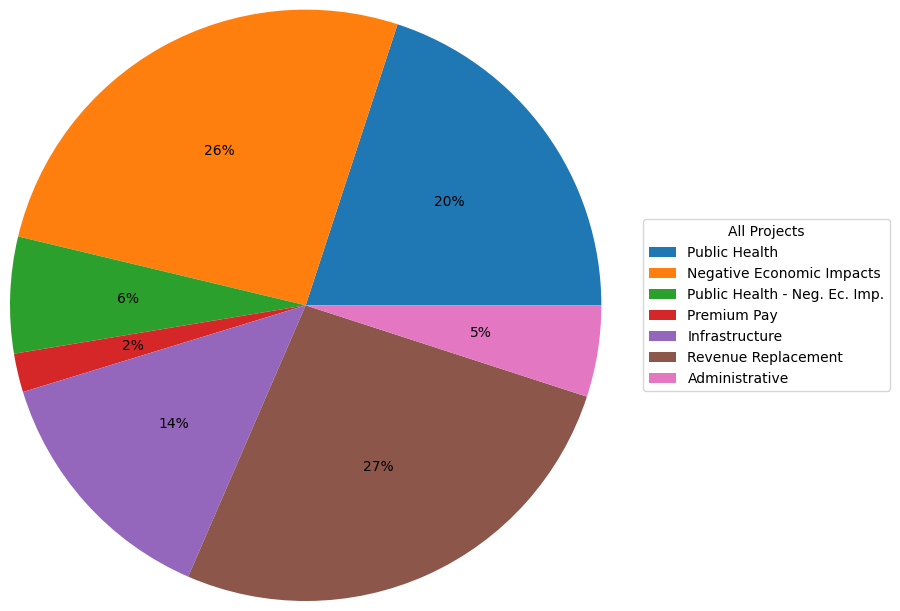 26%
20%
6%
2%
5%
14%
27%
All Projects
Public Health
Negative Economic Impacts
Public Health - Neg. Ec. Imp.
Premium Pay
Infrastructure
Revenue Replacement
Administrative